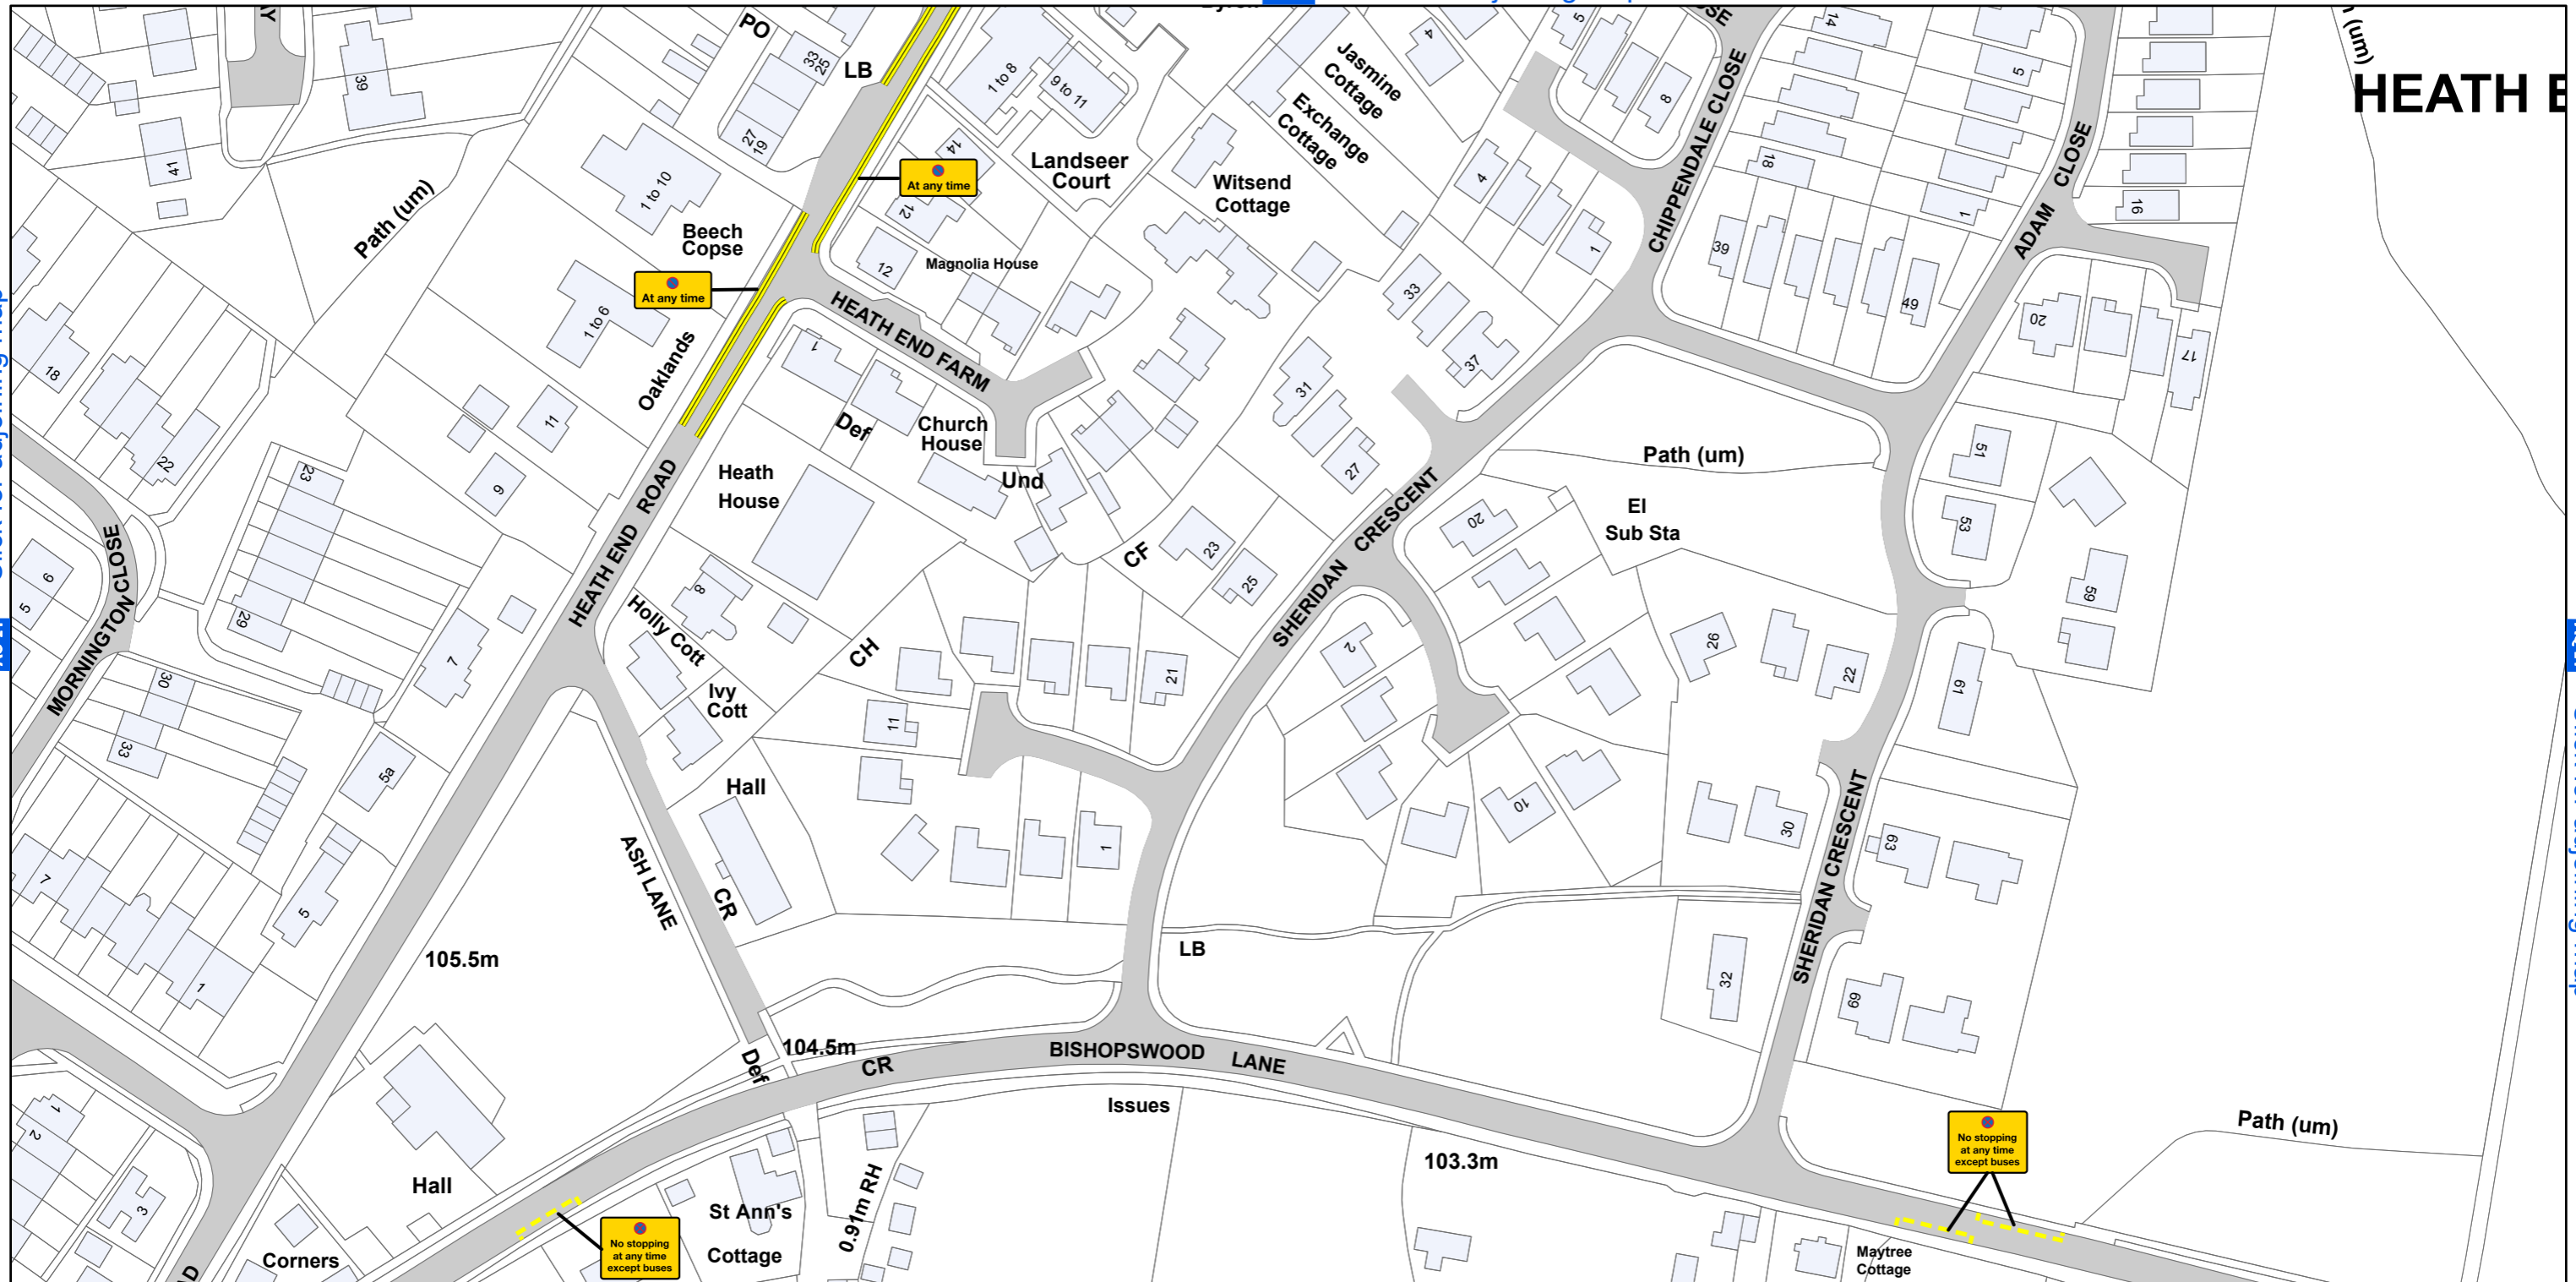 PO
33
25
LB
27
19
39
41
Path (um)
1 to 10
Beech
Copse
At any time
1 to 6
Oaklands
1 to 8
9 to 11
14
At any time
12
12
Landseer
Court
Magnolia House
HEATH END FARM
Jasmine
Cottage
Exchange
Cottage
Witsend
Cottage
4
5
8
4
1
CHIPPENDALE CLOSE
14
18
39
49
5
1
ADAM CLOSE
16
20
17
HEATH E
33
37
31
27
18
22
11
9
23
29
MORNINGTON CLOSE
6
5
30
33
7
5a
5
7
1
HEATH END ROAD
1
Def
Church
House
Und
Heath
House
8
Holly Cott
Ivy
Cott
CH
CF
23
25
SHERIDAN CRESCENT
Path (um)
El
Sub Sta
20
2
26
22
10
30
51
53
59
61
63
69
32
SHERIDAN CRESCENT
11
21
1
Hall
ASH LANE
CR
105.5m
LB
104.5m
Def
CR
BISHOPSWOOD LANE
Issues
103.3m
Path (um)
No stopping
at any time
except buses
Maytree
Cottage
1
2
3
Hall
Corners
No stopping
at any time
except buses
St Ann's
Cottage
0.91m RH